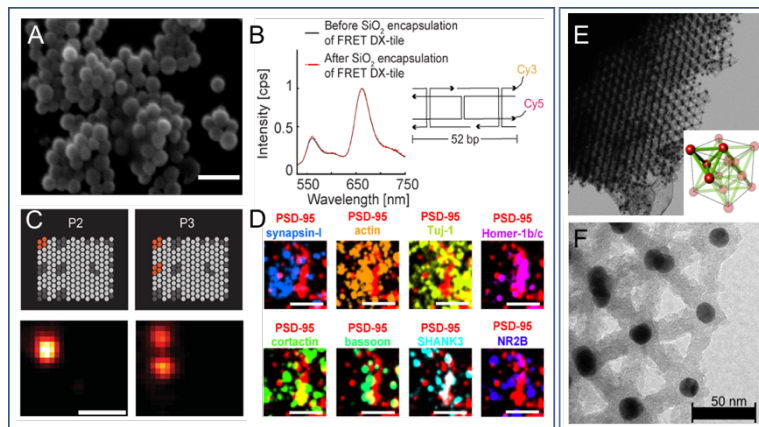 A
B
Before SiO2 encapsulation
of FRET DX-tile
After SiO2 encapsulation
of FRET DX-tile
Intensity [cps]
1
0.5
0
550
650
750
Wavelength [nm]
Cy3
Cy5
52 bp
C
P2
P3
D
PSD-95
synapsin-I
PSD-95
actin
PSD-95
Tuj-1
PSD-95
Homer-1b/c
PSD-95
cortactin
PSD-95
bassoon
PSD-95
SHANK3
PSD-95
NR2B
E
F
50 nm